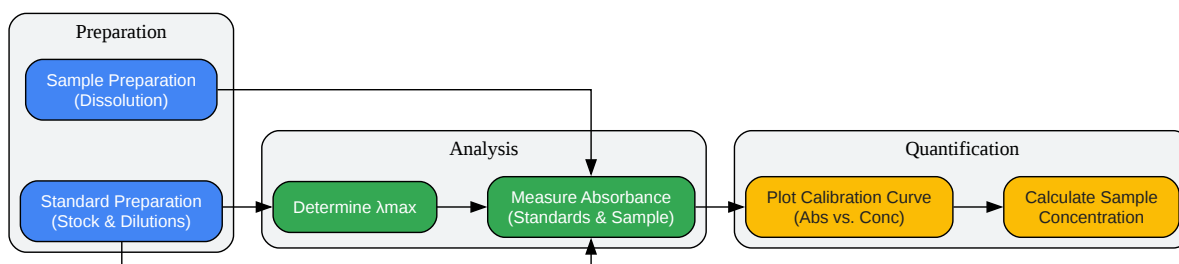 Preparation
Sample Preparation
(Dissolution)
Standard Preparation
(Stock & Dilutions)
Analysis
Determine λmax
Measure Absorbance
(Standards & Sample)
Quantification
Plot Calibration Curve
(Abs vs. Conc)
Calculate Sample
Concentration